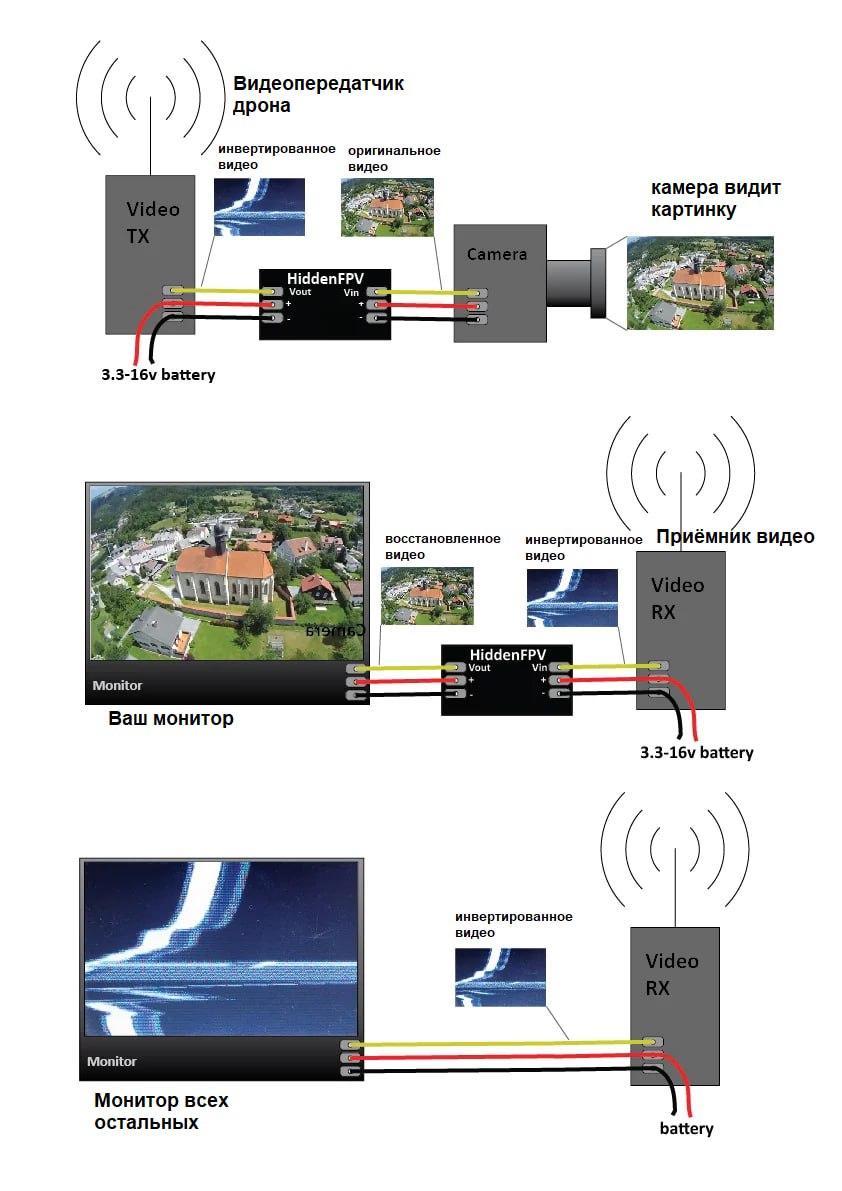 Видеопередатчик
дрона
инвертированное
видео
оригинальное
видео
камера видит
картинку
Video
TX
Camera
HiddenFPV
Vout Vin
+ +
- -
3.3-16v battery
восстановленное
видео
инвертированное
видео
Приёмник видео
Video
RX
Camera
HiddenFPV
Vout Vin
+ +
- -
Monitor
Ваш монитор
3.3-16v battery
инвертированное
видео
Video
RX
Monitor
Монитор всех
остальных
battery